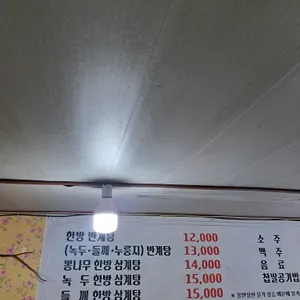 한방 반계탕 12,000 소 주
(녹두·들깨·누룽지) 반계탕 13,000 맥 주
뽕나무 한방 삼계탕 14,000 음 료
녹 두 한방 삼계탕 15,000 찹쌀공기밥
들 깨 한방 삼계탕 15,000